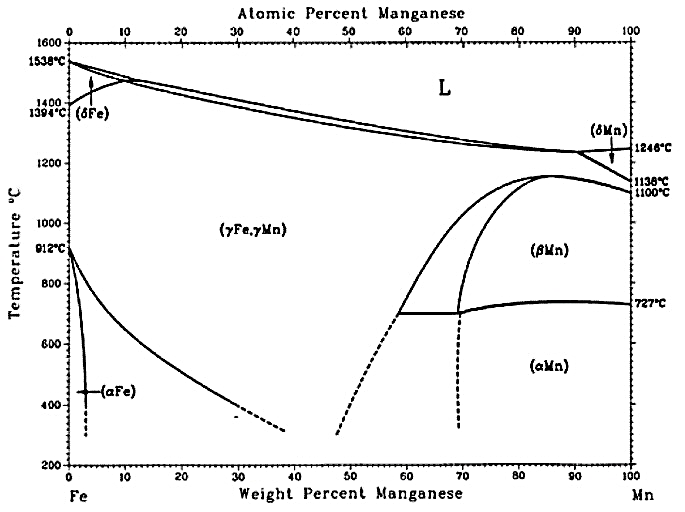 Atomic Percent Manganese
0 10 20 30 40 50 60 70 80 90 100
1600
1538°C
L
(δFe)
1400
1394°C
(δMn)
1246°C
1200
1136°C
1100°C
1000
(γFe,γMn)
912°C
(βMn)
800
727°C
600
(αMn)
(αFe)
400
200
0 10 20 30 40 50 60 70 80 90 100
Fe
Weight Percent Manganese
Mn
Temperature °C